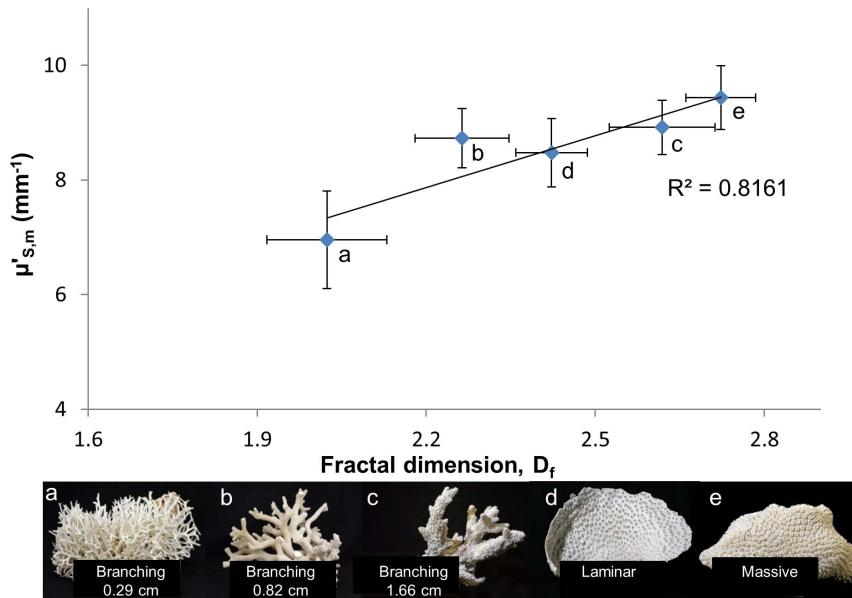 10
8
6
4
µ's,m (mm-1)
a
b
d
c
e
R² = 0.8161
1.6
1.9
2.2
2.5
2.8
Fractal dimension, Df
a
b
c
d
e
Branching
0.29 cm
Branching
0.82 cm
Branching
1.66 cm
Laminar
Massive